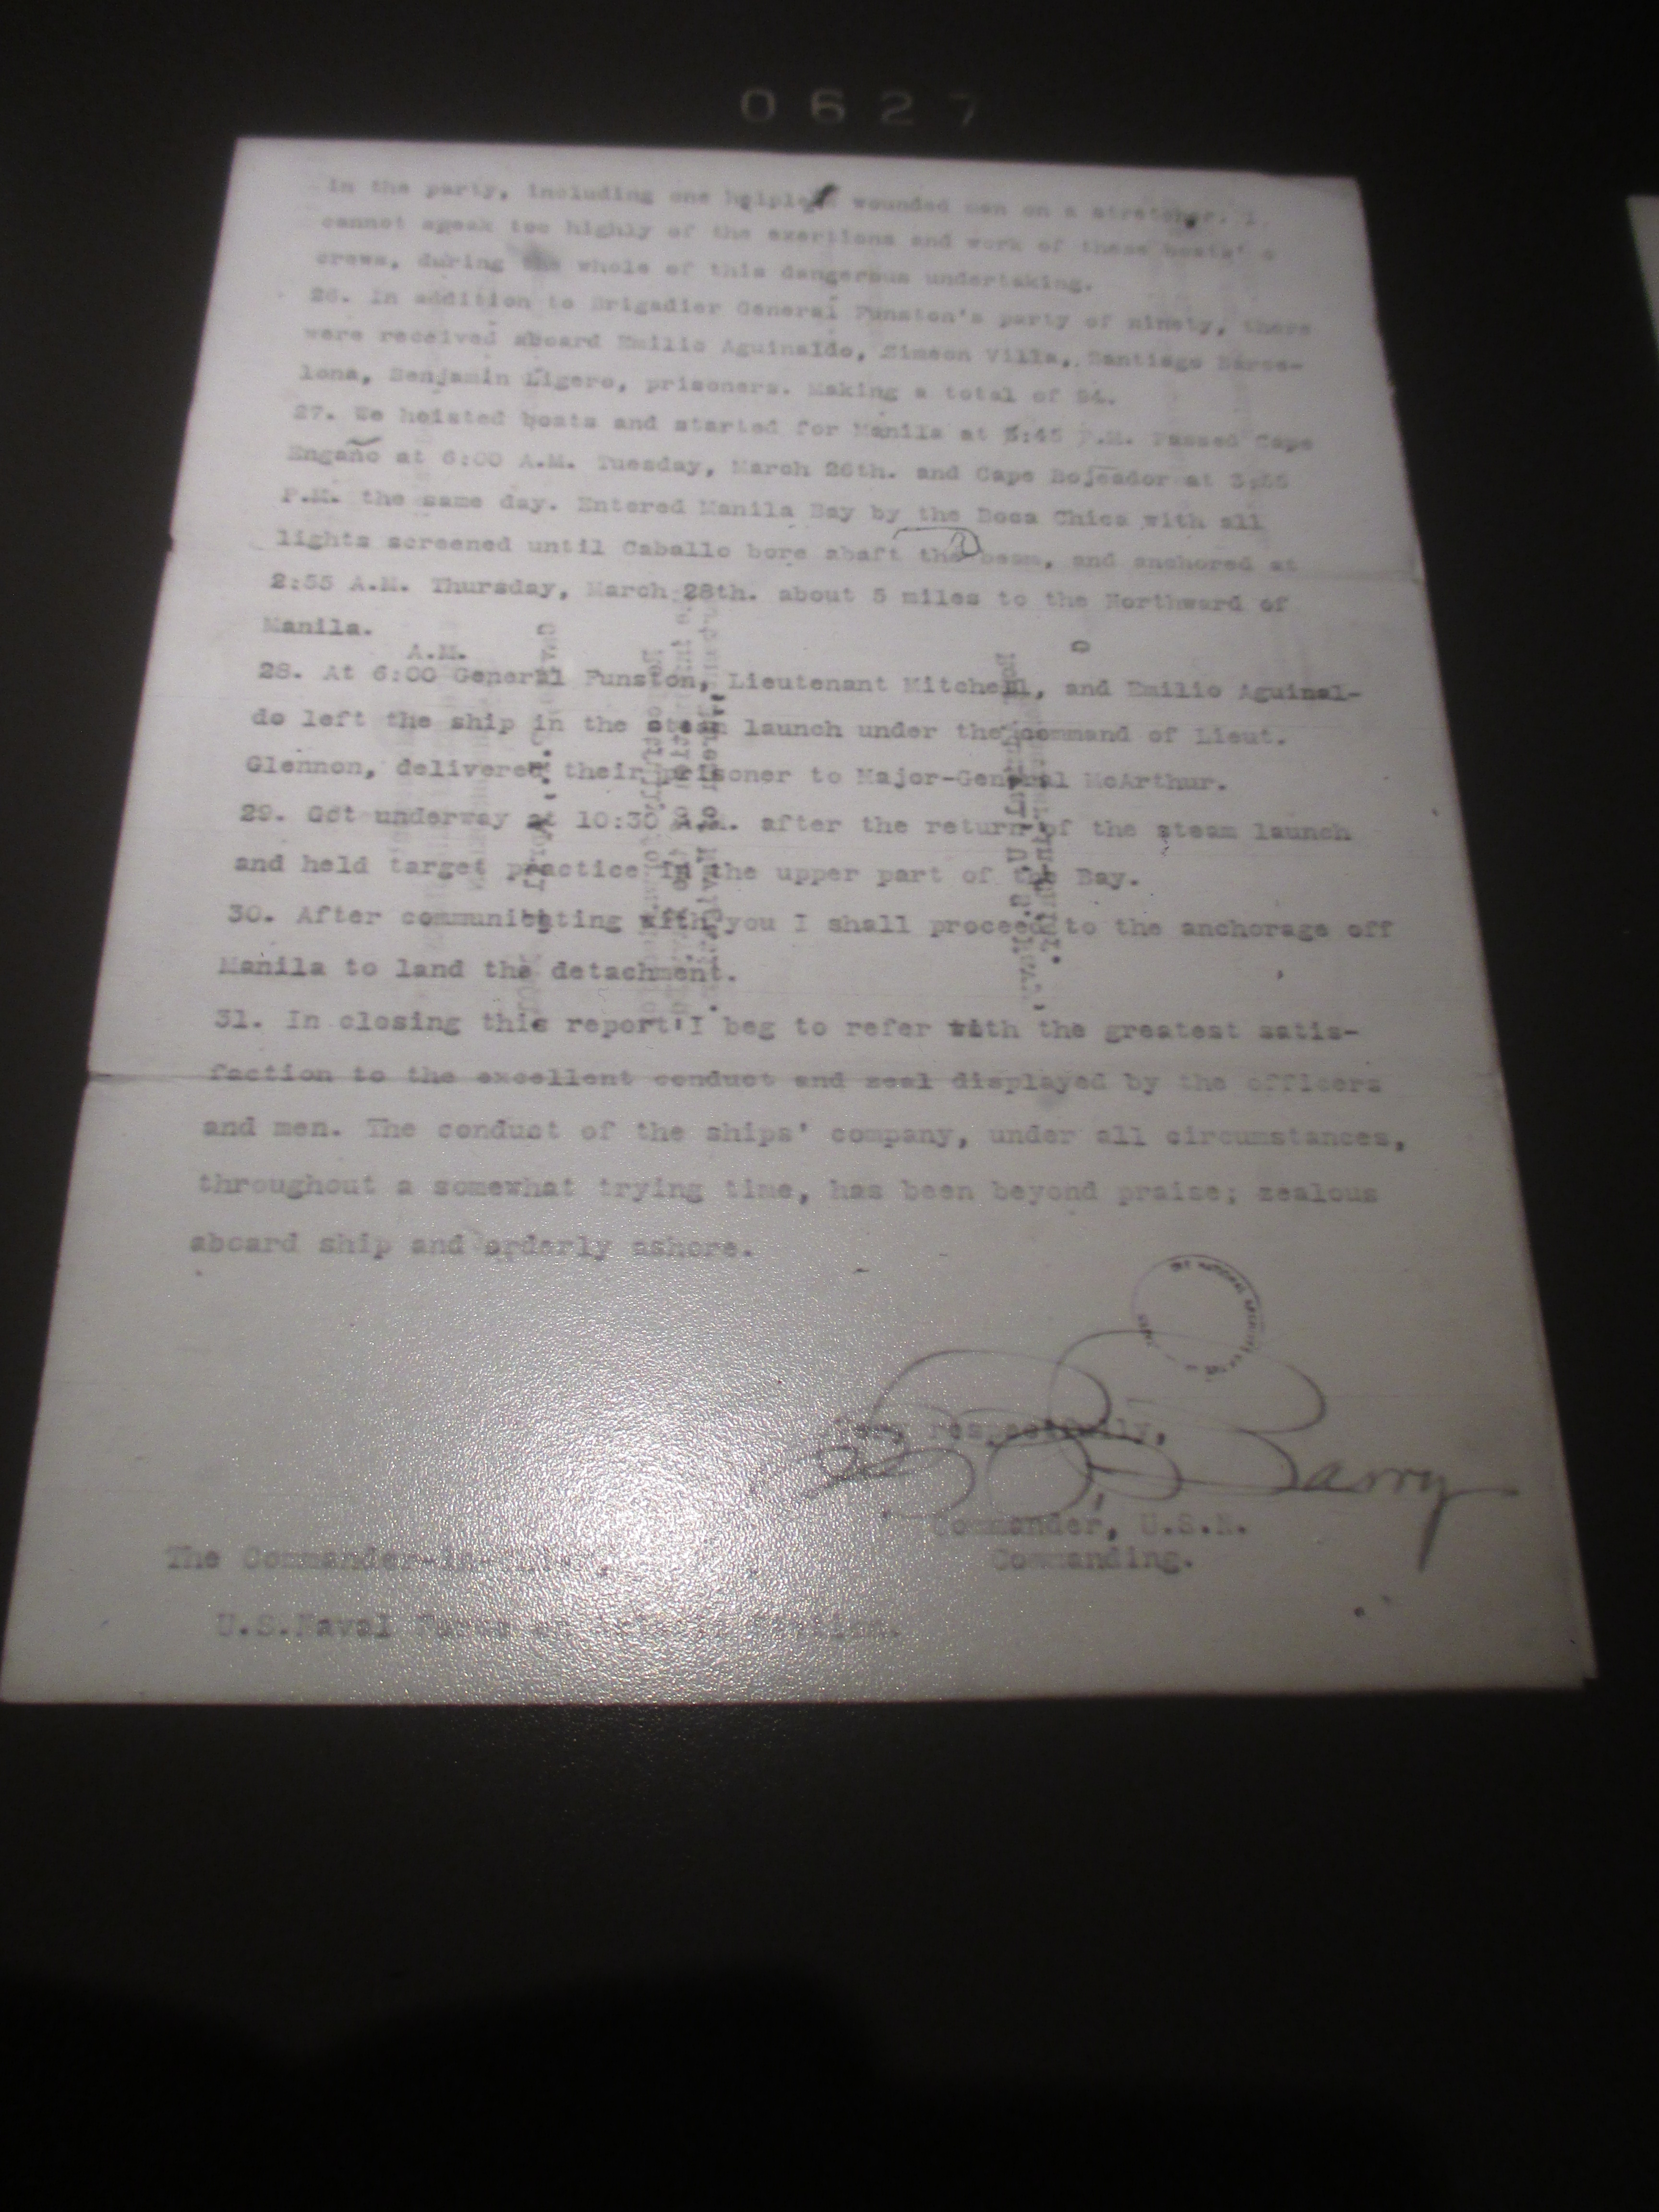 0627
in the party, including one helpless wounded man on a stretcher. I
cannot speak too highly of the exertions and work of these boats' s
crews, during the whole of this dangerous undertaking.
26. In addition to Brigadier General Funston's party of ninety, there
were received aboard Emilio Aguinaldo, Simeon Villa, Santiago Barce-
lona, Benjamin Ligero, prisoners. Making a total of 94.
27. We hoisted boats and started for Manila at :45 P.M. Passed Cape
Engaño at 6:00 A.M. Tuesday, March 26th. and Cape Bojeador at
P.M. the same day. Entered Manila Bay by the Boca Chica with all
lights screened until Caballo bore abaft the beam, and anchored at
2:55 A.M. Thursday, March 28th. about 5 miles to the Northward of
Manila.
A.M.
28. At 6:00 General Funston, Lieutenant Mitchell, and Emilio Aguinal-
do left the ship in the steam launch under the command of Lieut.
Glennon, delivered their prisoner to Major-General McArthur.
29. Got underway at 10:30 A.M. after the return of the steam launch
and held target practice in the upper part of the Bay.
30. After communicating with you I shall proceed to the anchorage off
Manila to land the detachment.
31. In closing this report I beg to refer with the greatest satis-
faction to the excellent conduct and zeal displayed by the officers
and men. The conduct of the ships' company, under all circumstances,
throughout a somewhat trying time, has been beyond praise; zealous
aboard ship and orderly ashore.
Very respectfully,
Barry
Commander, U.S.N.
Commanding.
The Commander-in-Chief,
U.S.Naval Force on Asiatic Station.